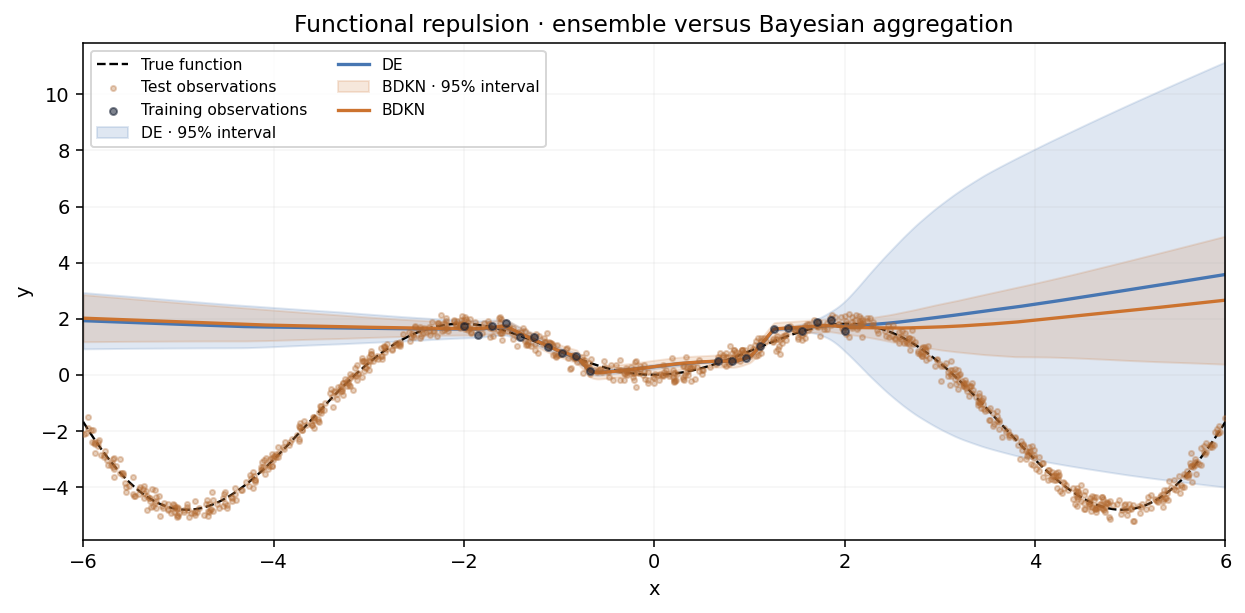 Functional repulsion · ensemble versus Bayesian aggregation
True function
Test observations
Training observations
DE · 95% interval
DE
BDKN · 95% interval
BDKN
y
10
8
6
4
2
0
−2
−4
−6
−4
−2
0
2
4
6
x